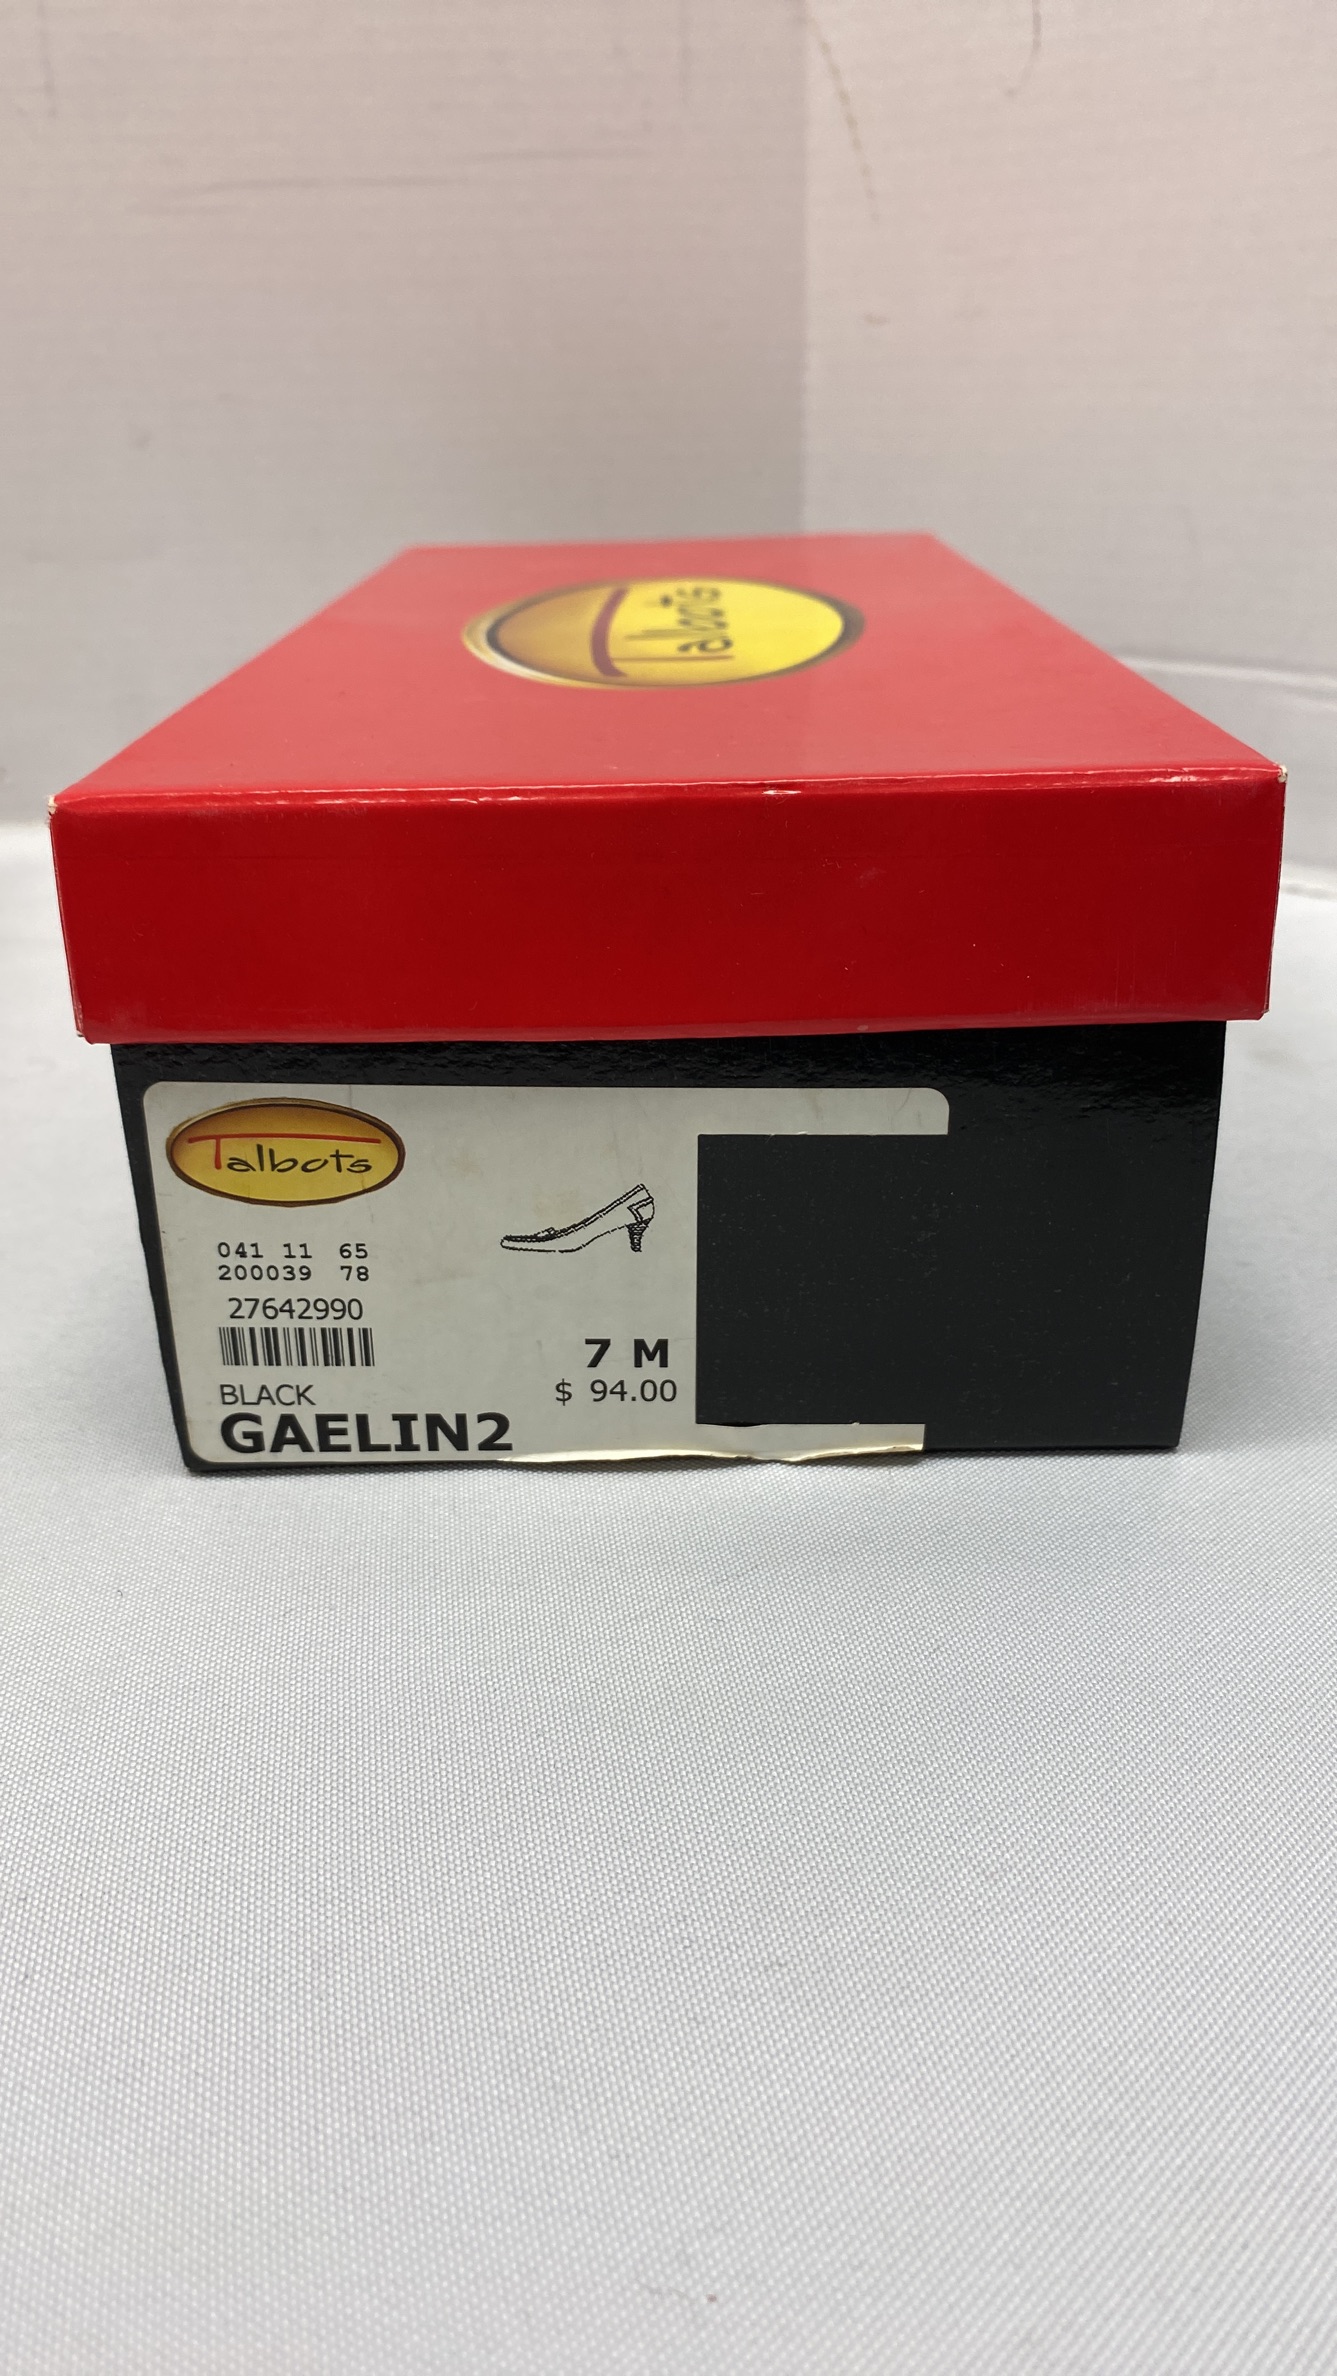 Talbots
Talbots
041 11 65
200039 78
27642990
7 M
BLACK
$ 94.00
GAELIN2